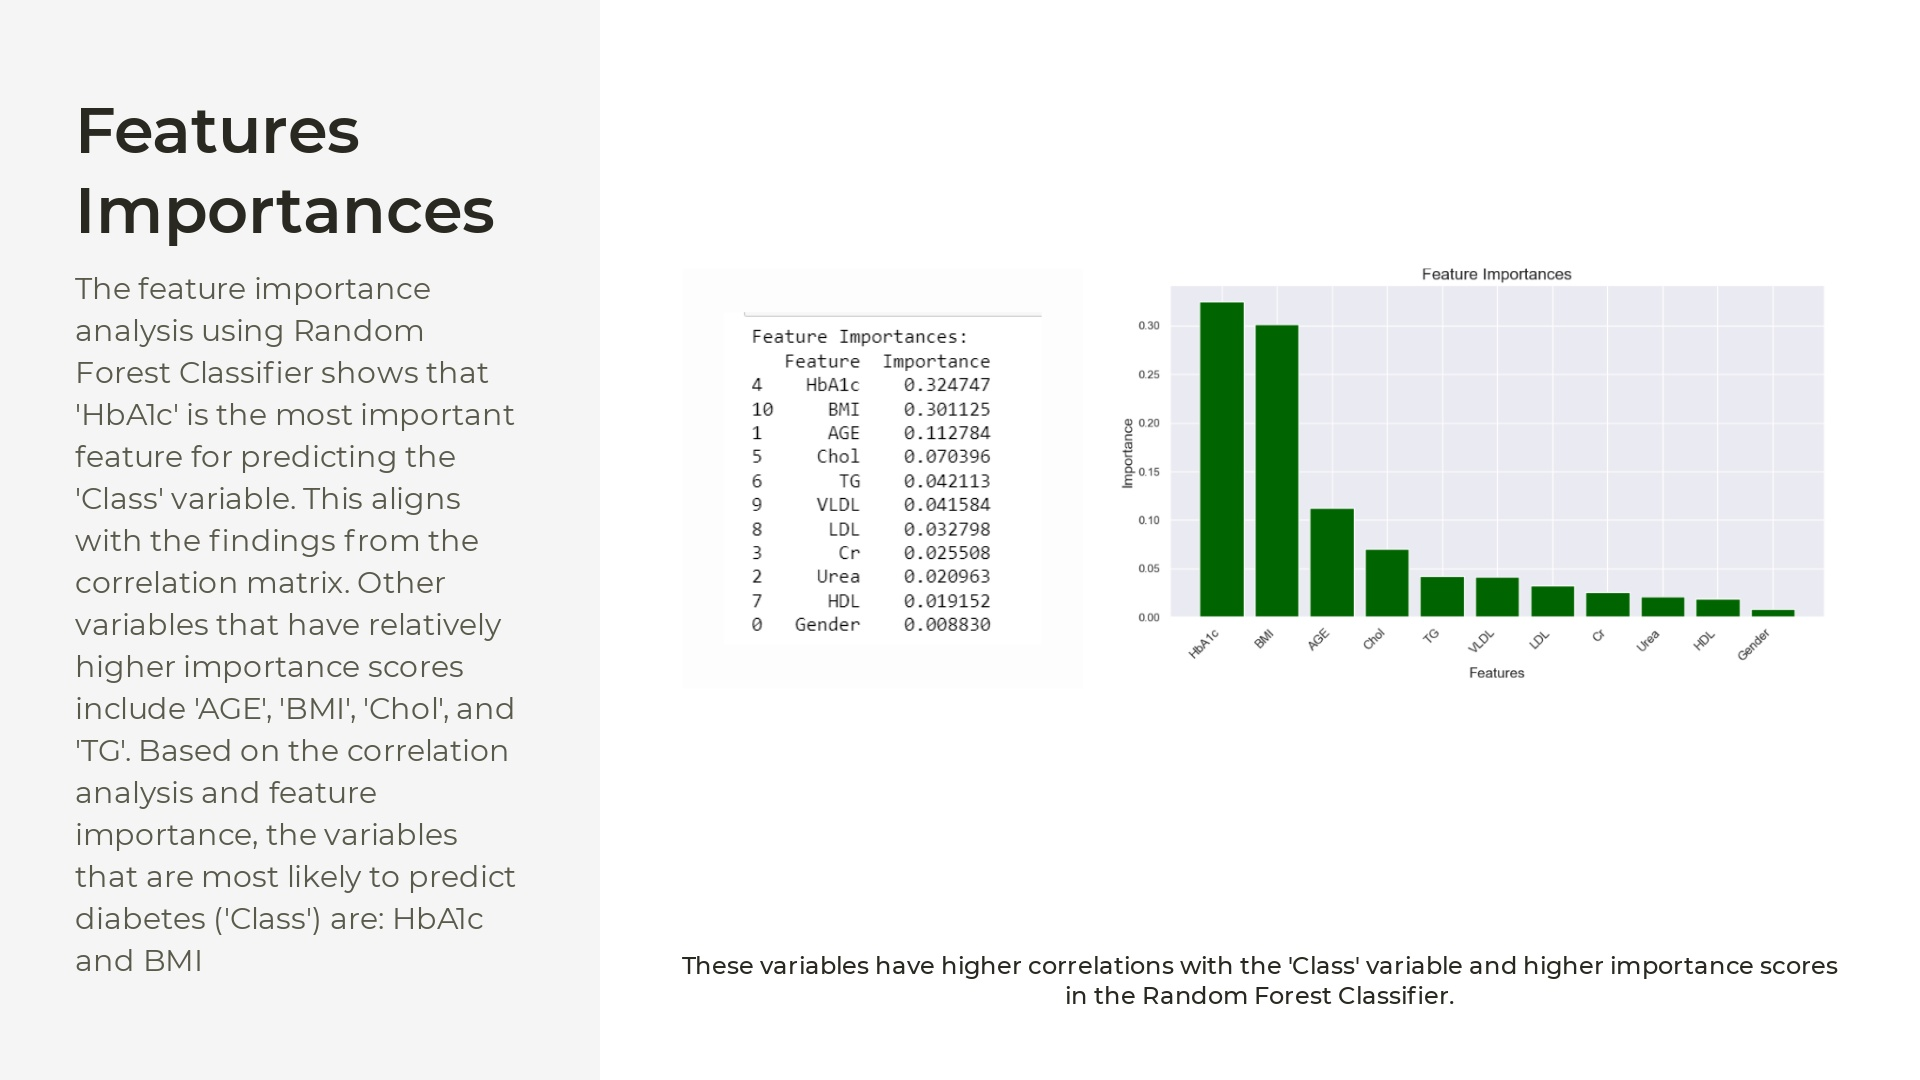 Features
Importances
The feature importance
analysis using Random
Forest Classifier shows that
'HbA1c' is the most important
feature for predicting the
'Class' variable. This aligns
with the findings from the
correlation matrix. Other
variables that have relatively
higher importance scores
include 'AGE', 'BMI', 'Chol', and
'TG'. Based on the correlation
analysis and feature
importance, the variables
that are most likely to predict
diabetes ('Class') are: HbA1c
and BMI
Feature Importances:
Feature Importance
4 HbA1c 0.324747
10 BMI 0.301125
1 AGE 0.112784
5 Chol 0.070396
6 TG 0.042113
9 VLDL 0.041584
8 LDL 0.032798
3 Cr 0.025508
2 Urea 0.020963
7 HDL 0.019152
0 Gender 0.008830
Feature Importances
Importance
0.30
0.25
0.20
0.15
0.10
0.05
0.00
HbA1c BMI AGE Chol TG VLDL LDL Cr Urea HDL Gender
Features
These variables have higher correlations with the 'Class' variable and higher importance scores
in the Random Forest Classifier.